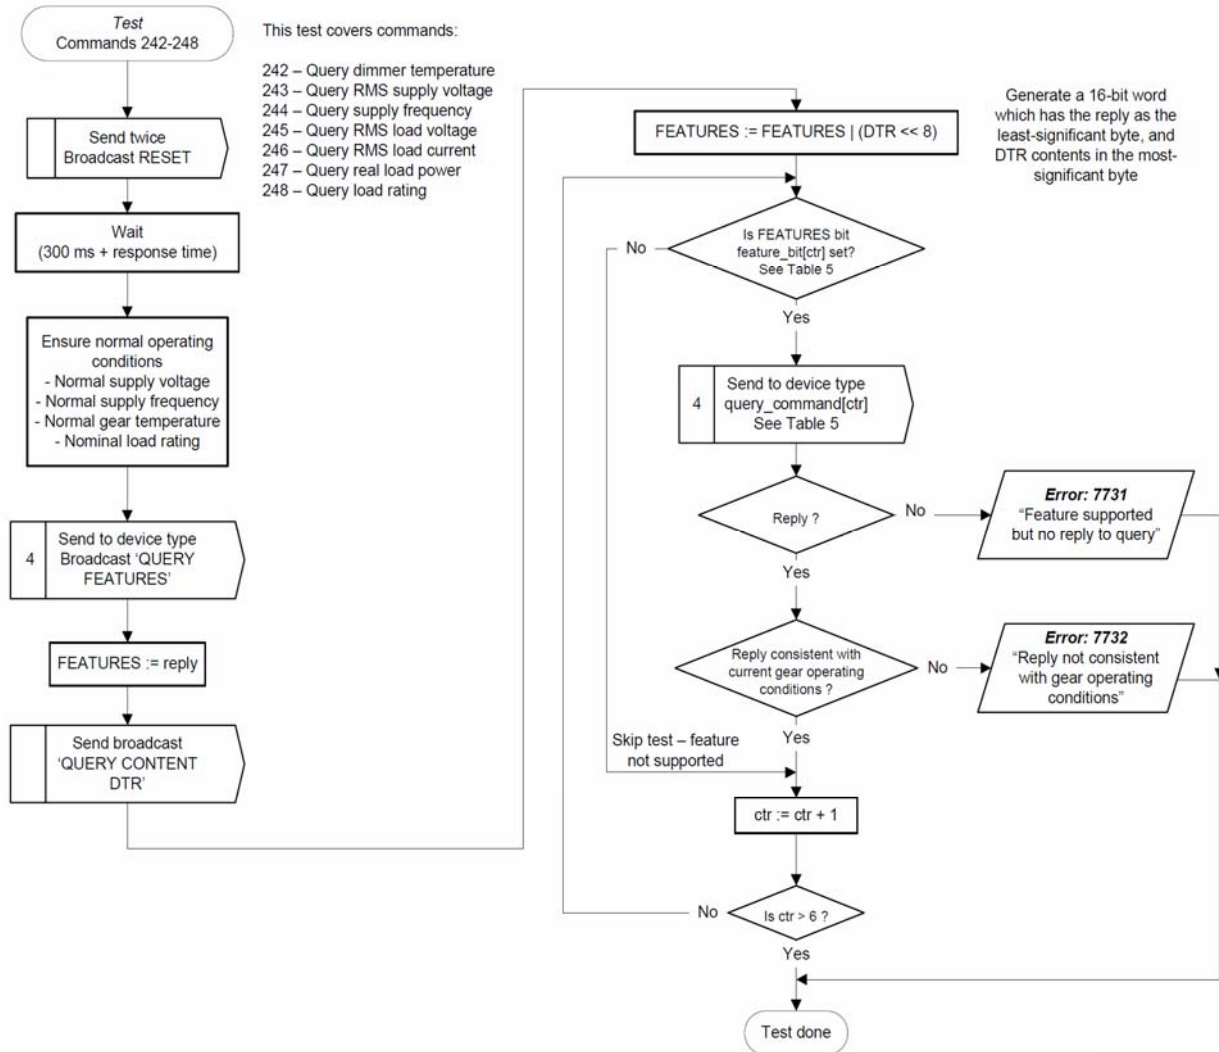 Test
Commands 242-248
This test covers commands:
242 – Query dimmer temperature
243 – Query RMS supply voltage
244 – Query supply frequency
245 – Query RMS load voltage
246 – Query RMS load current
247 – Query real load power
248 – Query load rating
Send twice
Broadcast RESET
Wait
(300 ms + response time)
Ensure normal operating
conditions
- Normal supply voltage
- Normal supply frequency
- Normal gear temperature
- Nominal load rating
4
Send to device type
Broadcast ‘QUERY
FEATURES’
FEATURES := reply
Send broadcast
‘QUERY CONTENT
DTR’
FEATURES := FEATURES | (DTR << 8)
Generate a 16-bit word
which has the reply as the
least-significant byte, and
DTR contents in the most-
significant byte
Is FEATURES bit
feature_bit[ctr] set?
See Table 5
No
Yes
4
Send to device type
query_command[ctr]
See Table 5
Reply ?
No
Error: 7731
“Feature supported
but no reply to query”
Yes
Reply consistent with
current gear operating
conditions ?
No
Error: 7732
“Reply not consistent
with gear operating
conditions”
Yes
Skip test – feature
not supported
ctr := ctr + 1
Is ctr > 6 ?
No
Yes
Test done